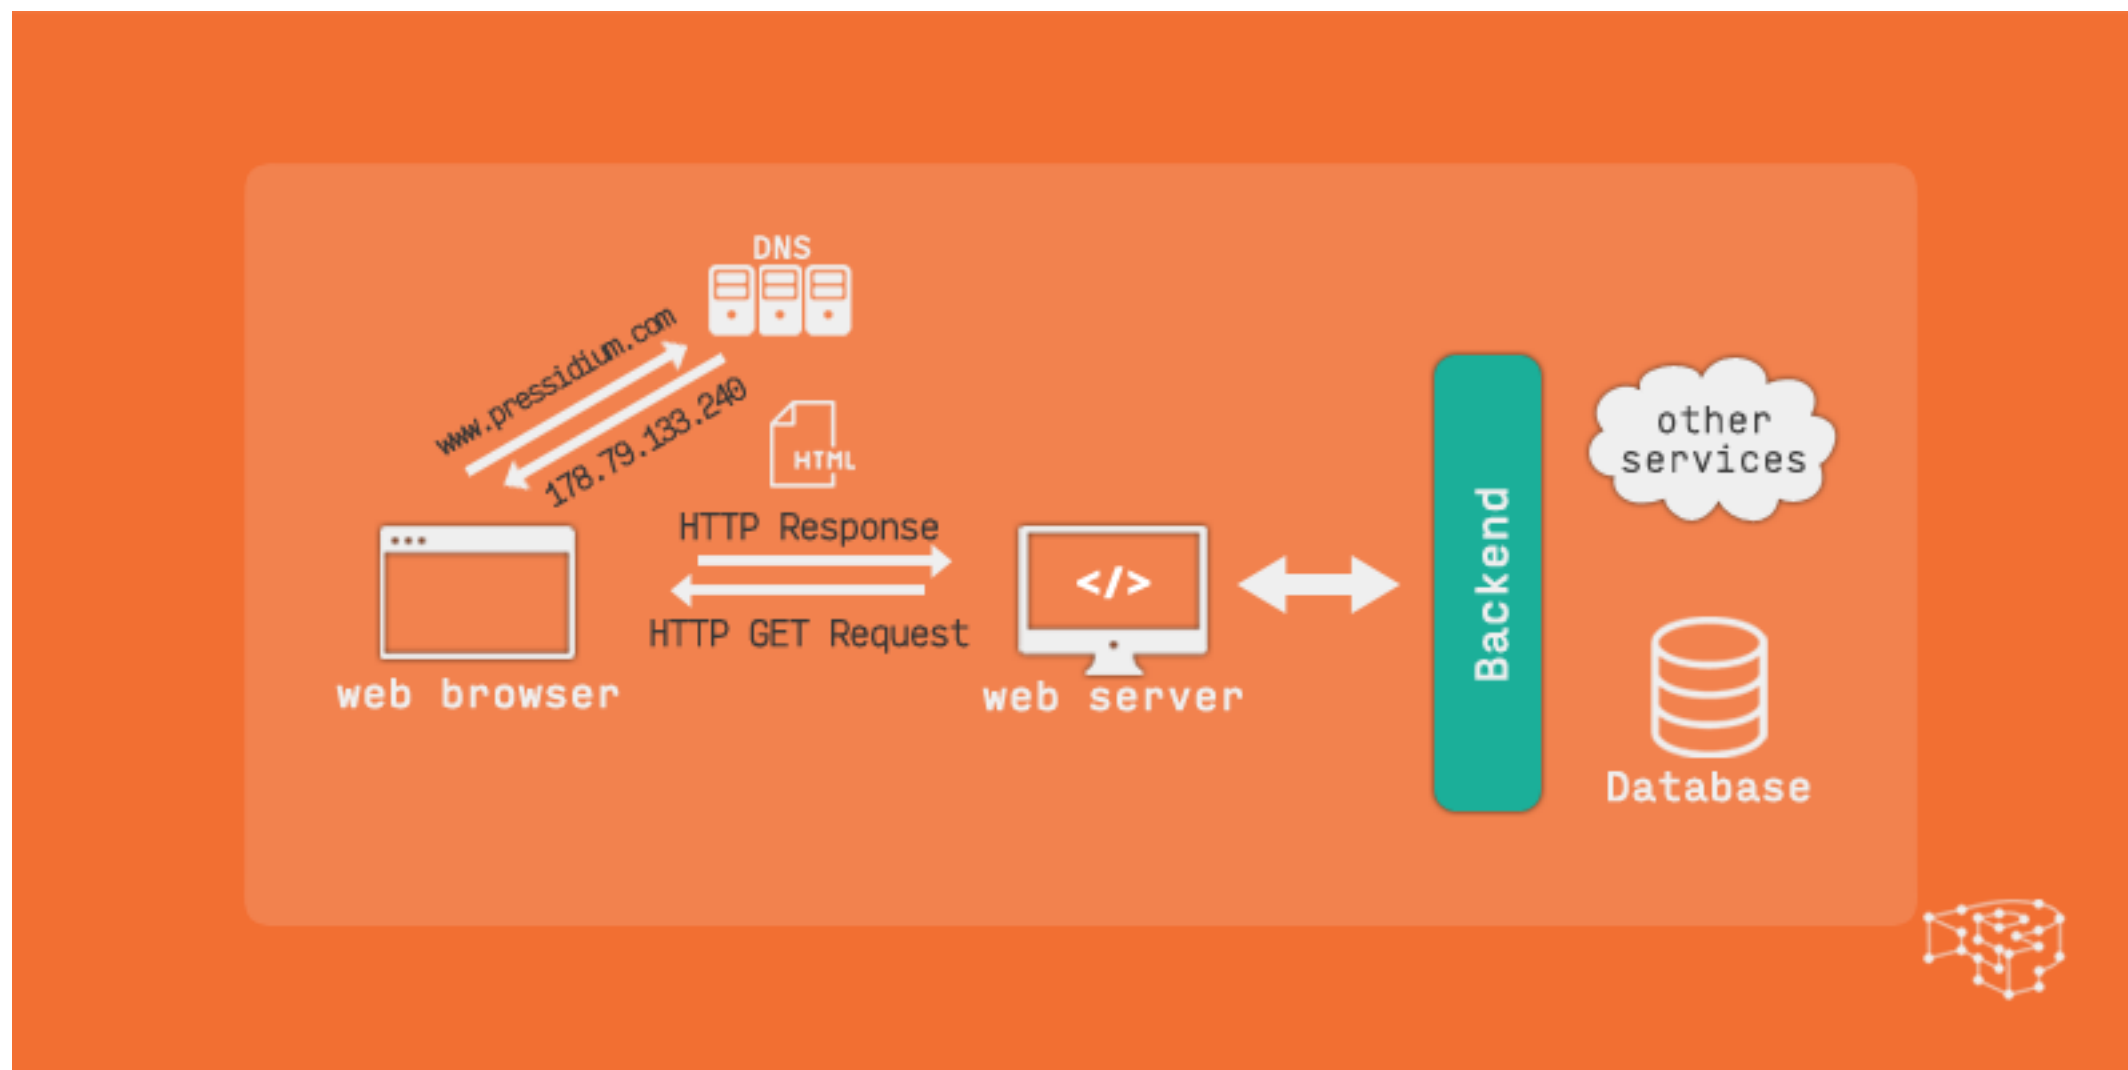 DNS
www.pressidium.com
178.79.133.240
HTML
HTTP Response
HTTP GET Request
web browser
</>
web server
Backend
other
services
Database